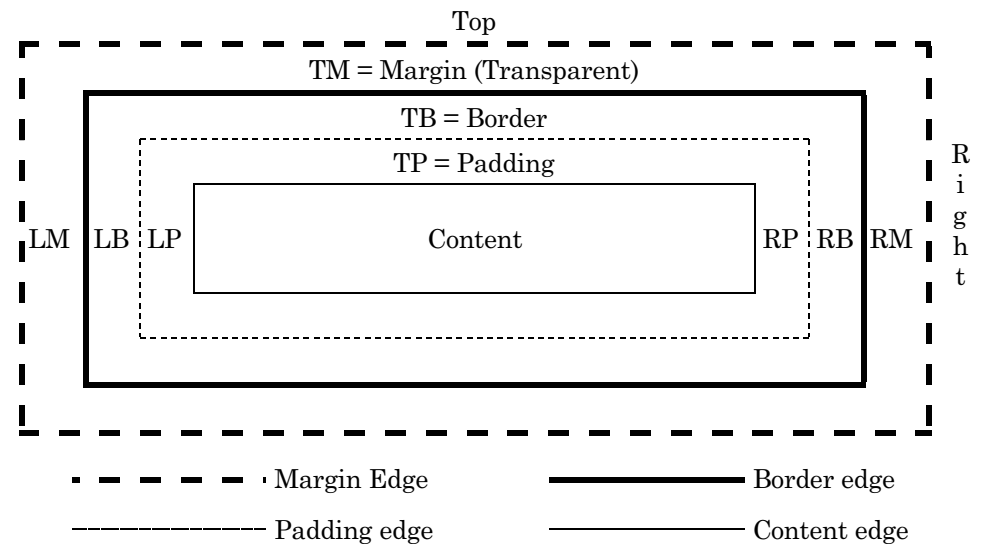 Top
TM = Margin (Transparent)
TB = Border
TP = Padding
LM LB LP Content RP RB RM
Right
Margin Edge Border edge
Padding edge Content edge